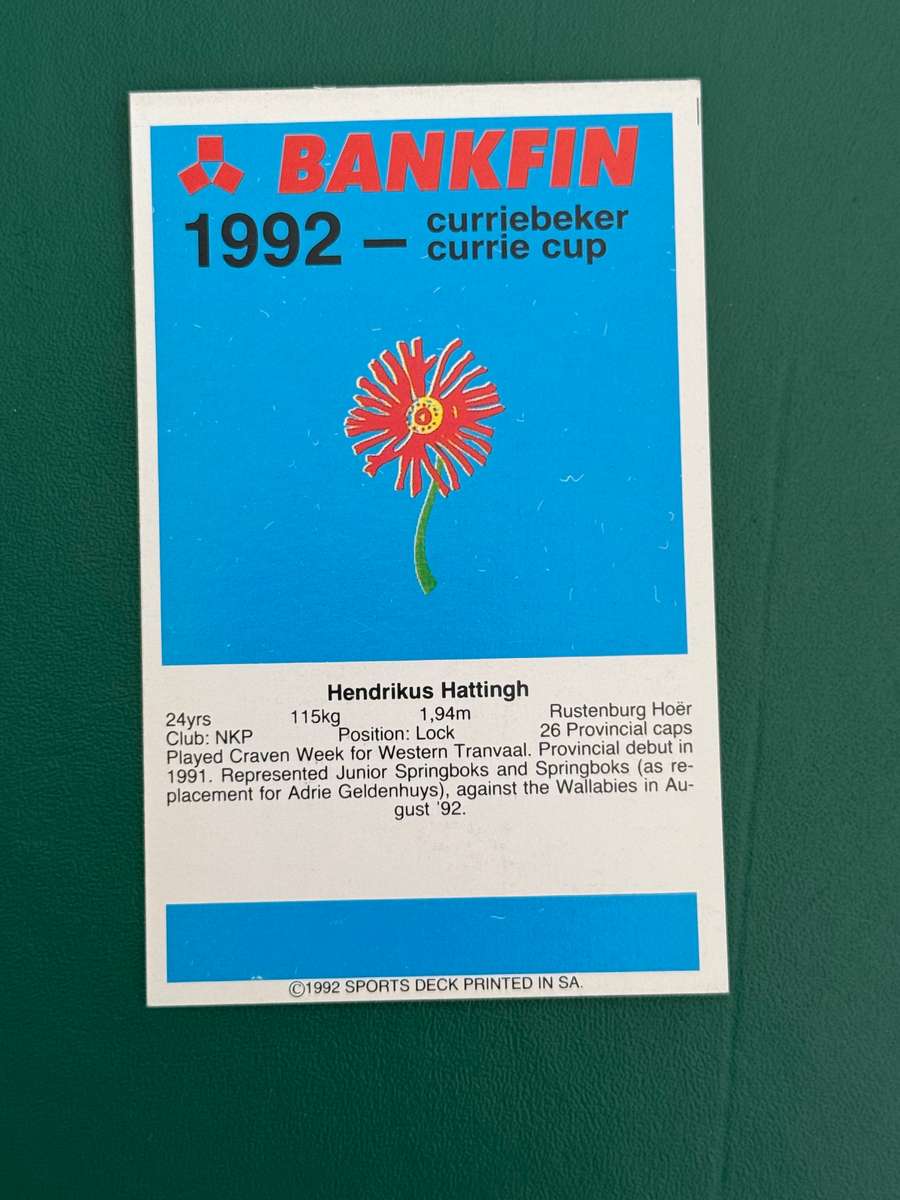 BANKFIN
1992 – curriebeker
currie cup
Hendrikus Hattingh
24yrs 115kg 1,94m Rustenburg Hoër
Club: NKP Position: Lock 26 Provincial caps
Played Craven Week for Western Tranvaal. Provincial debut in
1991. Represented Junior Springboks and Springboks (as re-
placement for Adrie Geldenhuys), against the Wallabies in Au-
gust '92.
©1992 SPORTS DECK PRINTED IN SA.